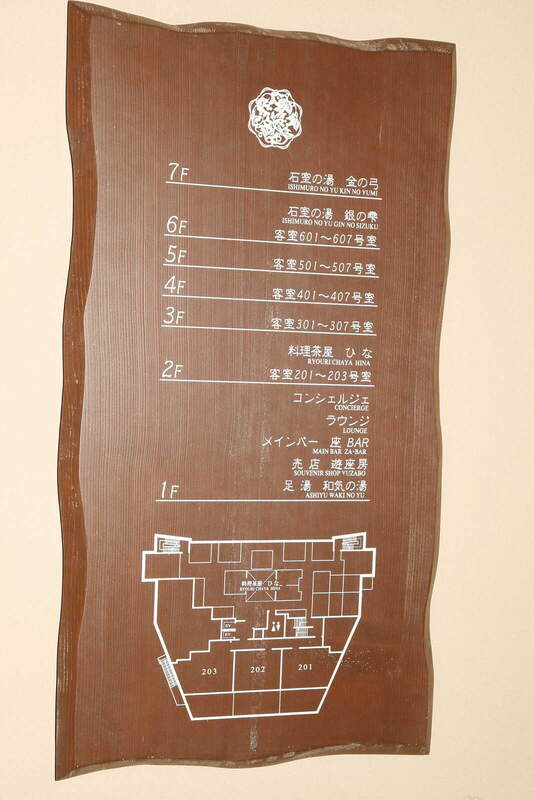 7F 石室の湯 金の弓
ISHIMURO NO YU KIN NO YUMI
石室の湯 銀の雫
ISHIMURO NO YU GIN NO SIZUKU
6F 客室601～607号室
5F 客室501～507号室
4F 客室401～407号室
3F 客室301～307号室
料理茶屋 ひな
RYOURI CHAYA HINA
2F 客室201～203号室
コンシェルジェ
CONCIERGE
ラウンジ
LOUNGE
メインバー 座 BAR
MAIN BAR ZA-BAR
売店 遊座房
SOUVENIR SHOP YUZABO
1F 足湯 和気の湯
ASHIYU WAKI NO YU
料理茶屋 ひな
RYOURI CHAYA HINA
EV
EV
203 202 201